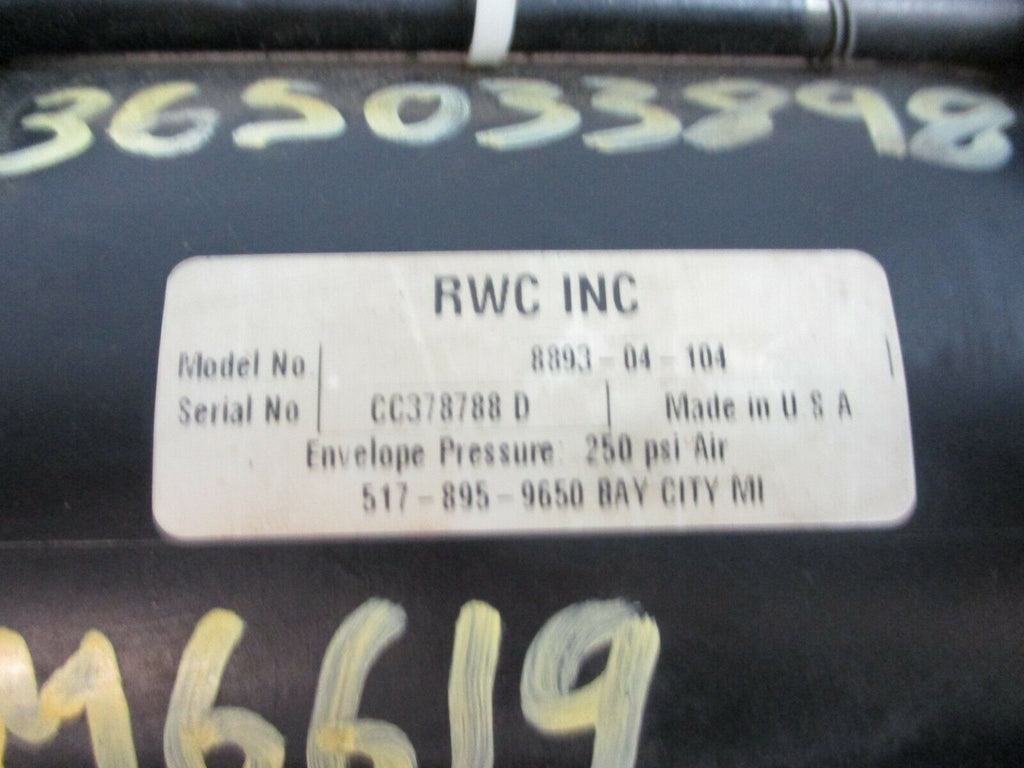 365033898
RWC INC
Model No 8893-04-104
Serial No CC378788 D Made in U S A
Envelope Pressure: 250 psi Air
517-895-9650 BAY CITY MI
M6619